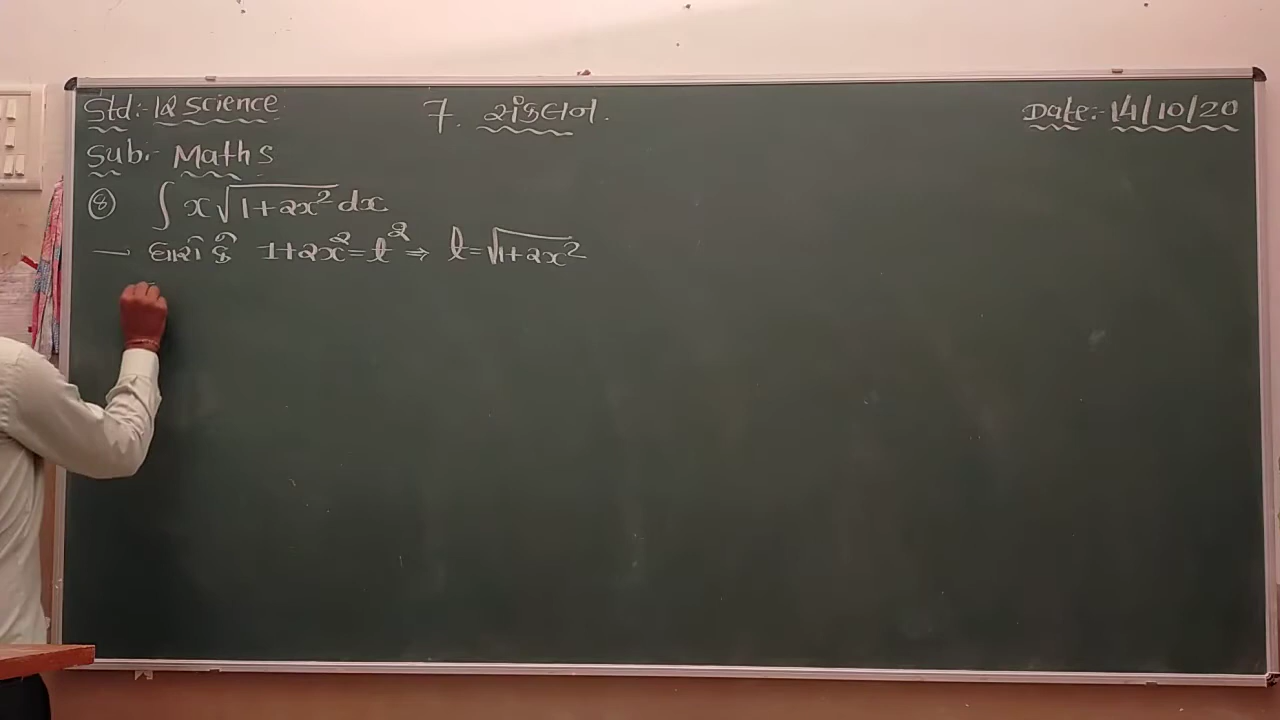 Std:- 12 Science
7. સંકલન.
Date:- 14/10/20
Sub:- Maths
⑧ ∫ x√(1+2x²) dx
→ ધારો કે 1+2x² = t² ⇒ t = √(1+2x²)